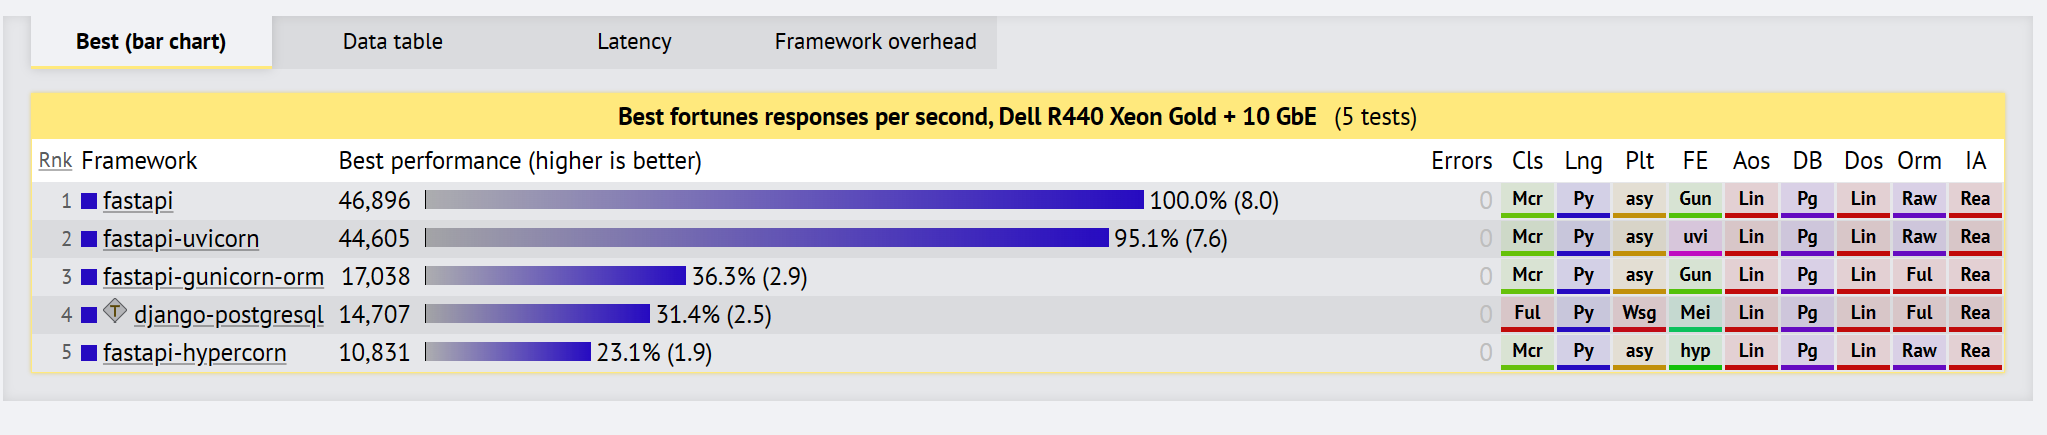 Best (bar chart) Data table Latency Framework overhead
Best fortunes responses per second, Dell R440 Xeon Gold + 10 GbE (5 tests)
Rnk Framework Best performance (higher is better) Errors Cls Lng Plt FE Aos DB Dos Orm IA
1 fastapi 46,896 100.0% (8.0) 0 Mcr Py asy Gun Lin Pg Lin Raw Rea
2 fastapi-uvicorn 44,605 95.1% (7.6) 0 Mcr Py asy uvi Lin Pg Lin Raw Rea
3 fastapi-gunicorn-orm 17,038 36.3% (2.9) 0 Mcr Py asy Gun Lin Pg Lin Ful Rea
4 T django-postgresql 14,707 31.4% (2.5) 0 Ful Py Wsg Mei Lin Pg Lin Ful Rea
5 fastapi-hypercorn 10,831 23.1% (1.9) 0 Mcr Py asy hyp Lin Pg Lin Raw Rea